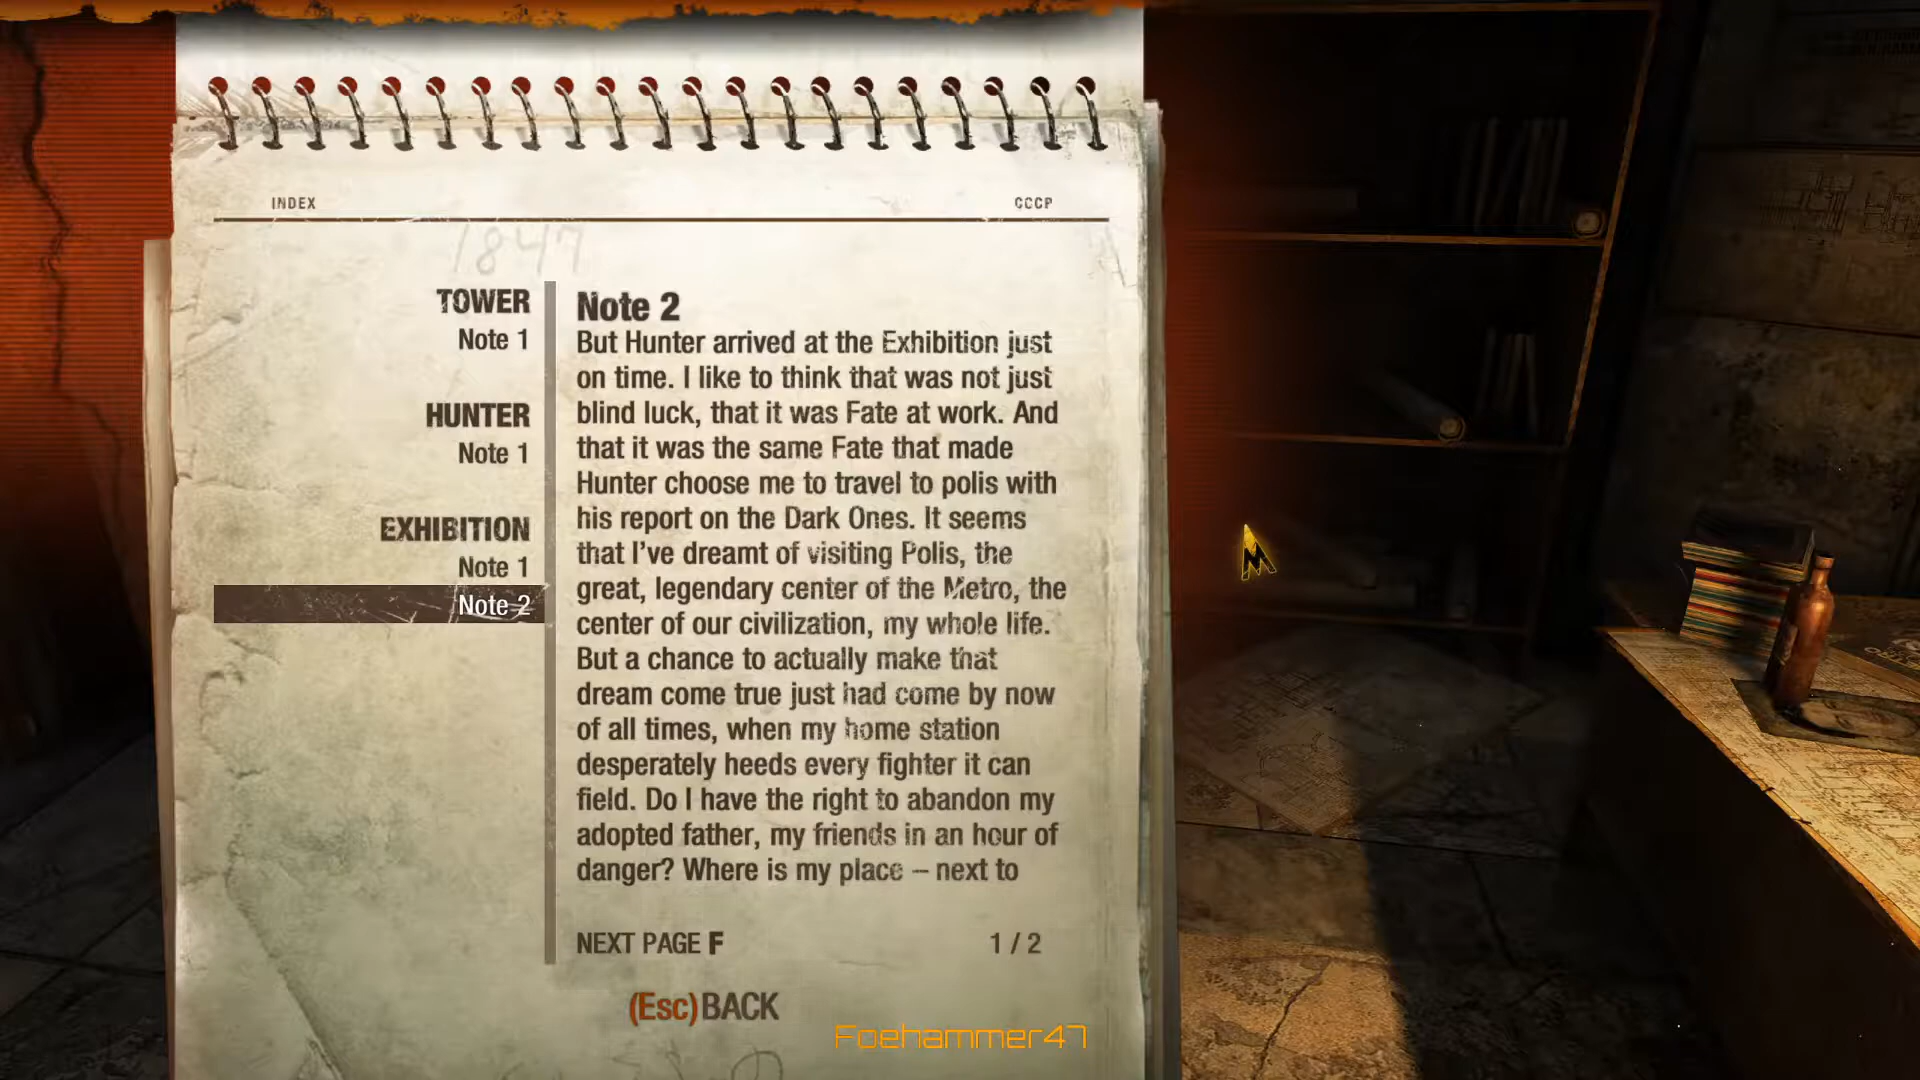 INDEX
CCCP
1847
TOWER
Note 1
HUNTER
Note 1
EXHIBITION
Note 1
Note 2
Note 2
But Hunter arrived at the Exhibition just
on time. I like to think that was not just
blind luck, that it was Fate at work. And
that it was the same Fate that made
Hunter choose me to travel to polis with
his report on the Dark Ones. It seems
that I've dreamt of visiting Polis, the
great, legendary center of the Metro, the
center of our civilization, my whole life.
But a chance to actually make that
dream come true just had come by now
of all times, when my home station
desperately heeds every fighter it can
field. Do I have the right to abandon my
adopted father, my friends in an hour of
danger? Where is my place – next to
NEXT PAGE F
1 / 2
(Esc) BACK
Foehammer47